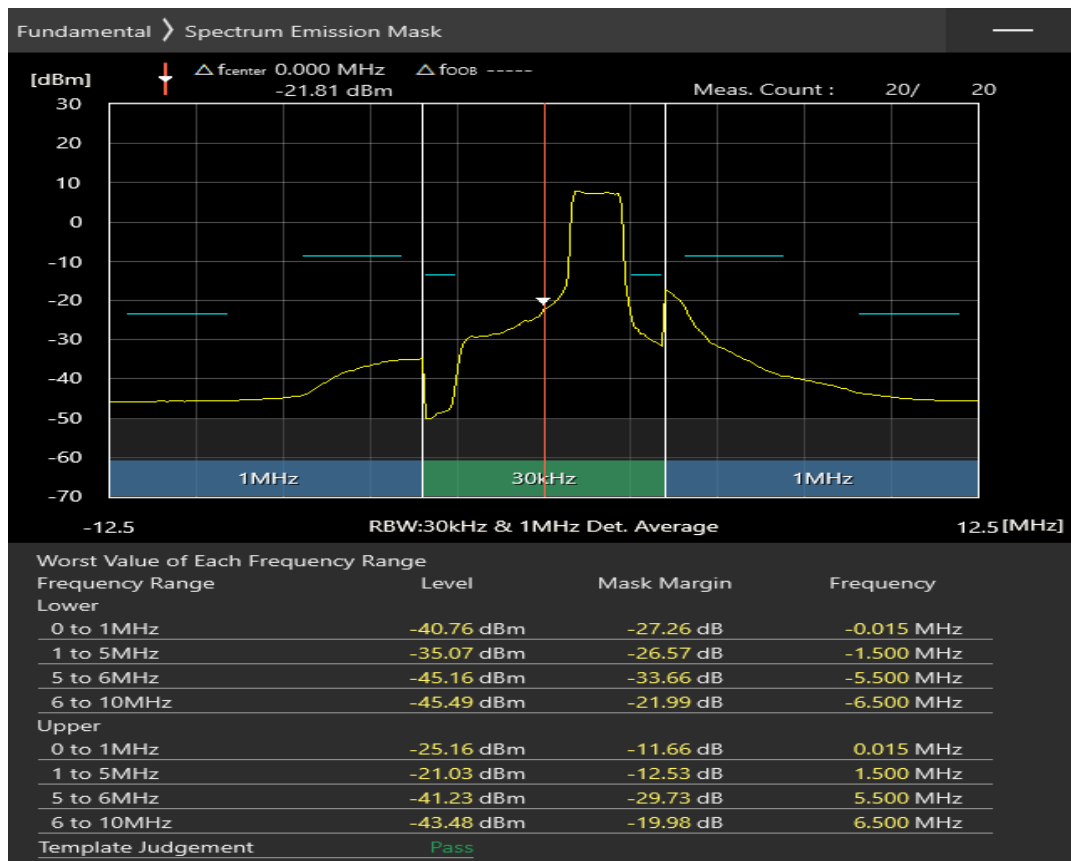 Fundamental ❯ Spectrum Emission Mask
[dBm]
△ fcenter 0.000 MHz △ fOOB -----
-21.81 dBm
Meas. Count : 20/ 20
30
20
10
0
-10
-20
-30
-40
-50
-60
-70
1MHz 30kHz 1MHz
-12.5 RBW:30kHz & 1MHz Det. Average 12.5 [MHz]
Worst Value of Each Frequency Range
Frequency Range Level Mask Margin Frequency
Lower
0 to 1MHz -40.76 dBm -27.26 dB -0.015 MHz
1 to 5MHz -35.07 dBm -26.57 dB -1.500 MHz
5 to 6MHz -45.16 dBm -33.66 dB -5.500 MHz
6 to 10MHz -45.49 dBm -21.99 dB -6.500 MHz
Upper
0 to 1MHz -25.16 dBm -11.66 dB 0.015 MHz
1 to 5MHz -21.03 dBm -12.53 dB 1.500 MHz
5 to 6MHz -41.23 dBm -29.73 dB 5.500 MHz
6 to 10MHz -43.48 dBm -19.98 dB 6.500 MHz
Template Judgement Pass